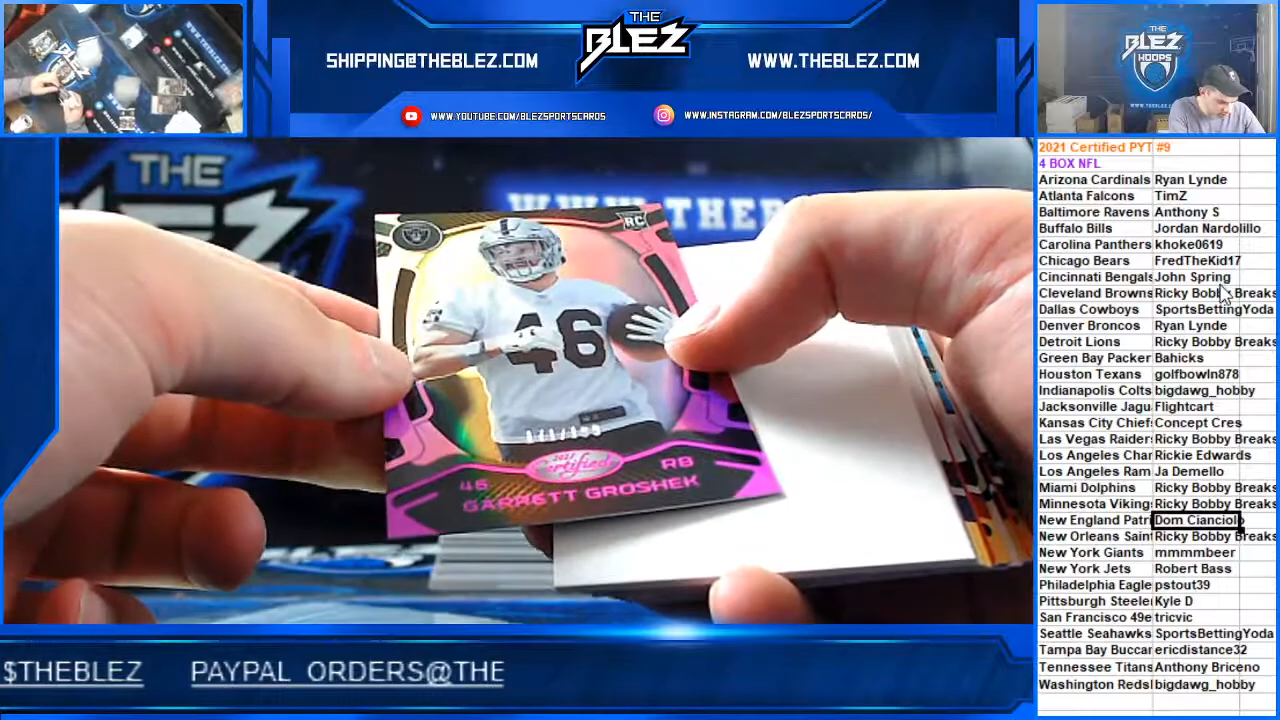 THE
BLEZ
SHIPPING@THEBLEZ.COM
WWW.THEBLEZ.COM
WWW.YOUTUBE.COM/BLEZSPORTSCARDS
WWW.INSTAGRAM.COM/BLEZSPORTSCARDS/
THE
BLEZ
HOOPS
THE
WWW.THEB
RC
46
2021
Certified
46
RB
GARRETT GROSHEK
2021 Certified PYT #9
4 BOX NFL
Arizona Cardinals Ryan Lynde
Atlanta Falcons TimZ
Baltimore Ravens Anthony S
Buffalo Bills Jordan Nardolillo
Carolina Panthers khoke0619
Chicago Bears FredTheKid17
Cincinnati Bengals John Spring
Cleveland Browns Ricky Bobby Breaks
Dallas Cowboys SportsBettingYoda
Denver Broncos Ryan Lynde
Detroit Lions Ricky Bobby Breaks
Green Bay Packer Bahicks
Houston Texans golfbowln878
Indianapolis Colts bigdawg_hobby
Jacksonville Jagu Flightcart
Kansas City Chief Concept Cres
Las Vegas Raider Ricky Bobby Breaks
Los Angeles Char Rickie Edwards
Los Angeles Ram Ja Demello
Miami Dolphins Ricky Bobby Breaks
Minnesota Viking Ricky Bobby Breaks
New England Patri Dom Cianciolo
New Orleans Saint Ricky Bobby Breaks
New York Giants mmmmbeer
New York Jets Robert Bass
Philadelphia Eagle pstout39
Pittsburgh Steele Kyle D
San Francisco 49e tricvic
Seattle Seahawks SportsBettingYoda
Tampa Bay Buccar ericdistance32
Tennessee Titans Anthony Briceno
Washington Reds bigdawg_hobby
$THEBLEZ PAYPAL ORDERS@THE